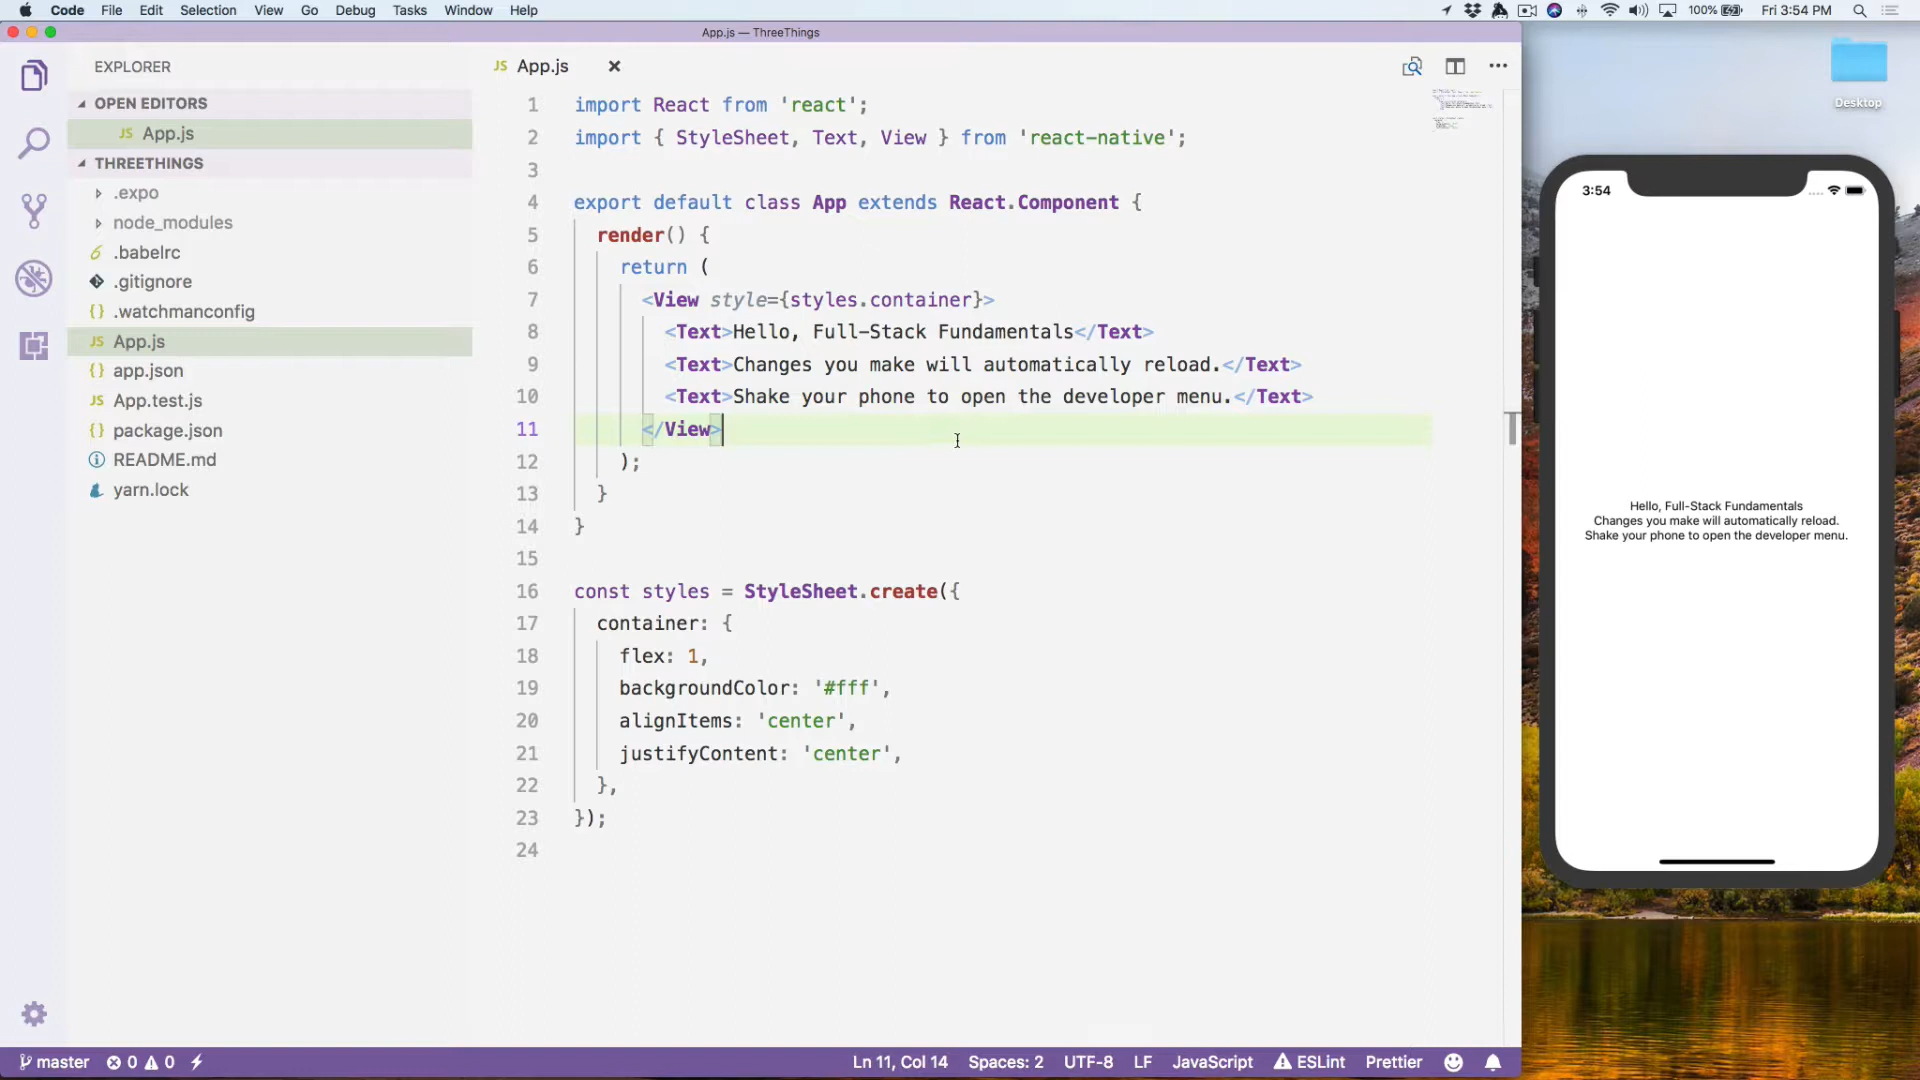 Code File Edit Selection View Go Debug Tasks Window Help
100% Fri 3:54 PM
App.js — ThreeThings
Desktop
EXPLORER
OPEN EDITORS
JS App.js
THREETHINGS
.expo
node_modules
.babelrc
.gitignore
{} .watchmanconfig
JS App.js
{} app.json
JS App.test.js
{} package.json
README.md
yarn.lock
JS App.js
1 import React from 'react';
2 import { StyleSheet, Text, View } from 'react-native';
3
4 export default class App extends React.Component {
5 render() {
6 return (
7 <View style={styles.container}>
8 <Text>Hello, Full-Stack Fundamentals</Text>
9 <Text>Changes you make will automatically reload.</Text>
10 <Text>Shake your phone to open the developer menu.</Text>
11 </View>
12 );
13 }
14 }
15
16 const styles = StyleSheet.create({
17 container: {
18 flex: 1,
19 backgroundColor: '#fff',
20 alignItems: 'center',
21 justifyContent: 'center',
22 },
23 });
24
3:54
Hello, Full-Stack Fundamentals
Changes you make will automatically reload.
Shake your phone to open the developer menu.
master 0 0 Ln 11, Col 14 Spaces: 2 UTF-8 LF JavaScript ESLint Prettier